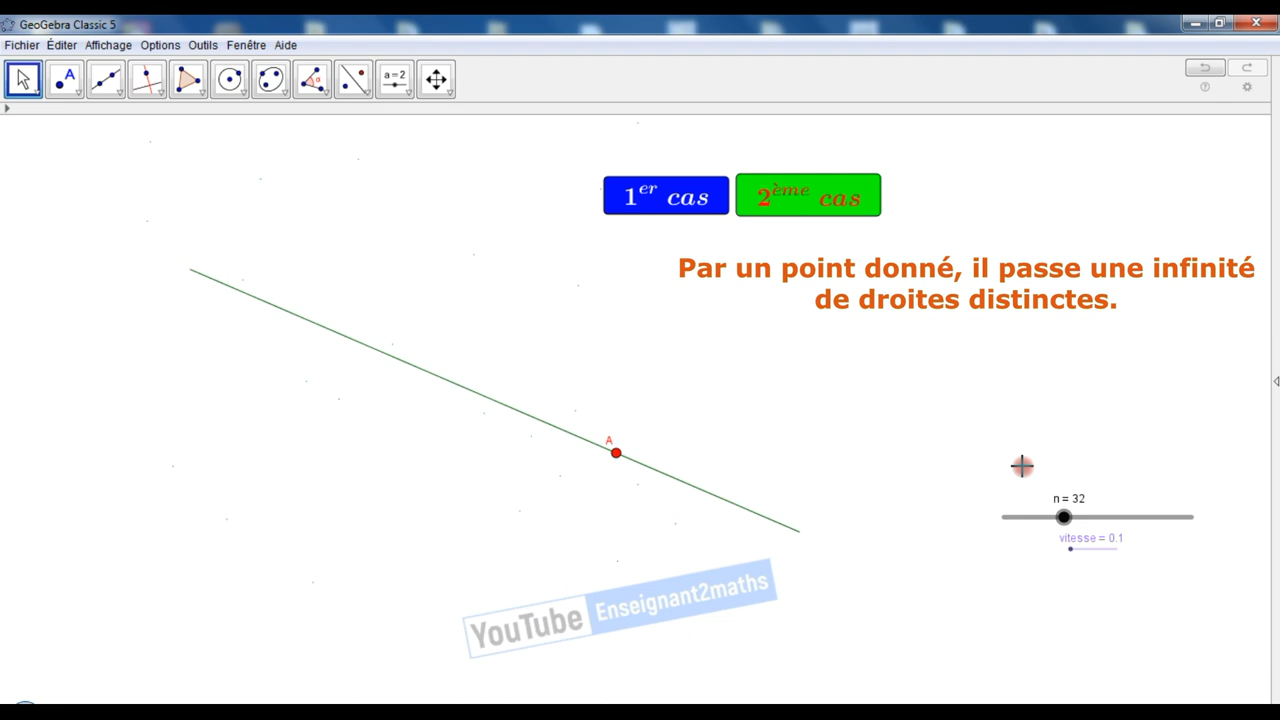 GeoGebra Classic 5
Fichier Éditer Affichage Options Outils Fenêtre Aide
A
α
a = 2
1er cas
2ème cas
Par un point donné, il passe une infinité
de droites distinctes.
A
n = 32
vitesse = 0.1
YouTube Enseignant2maths